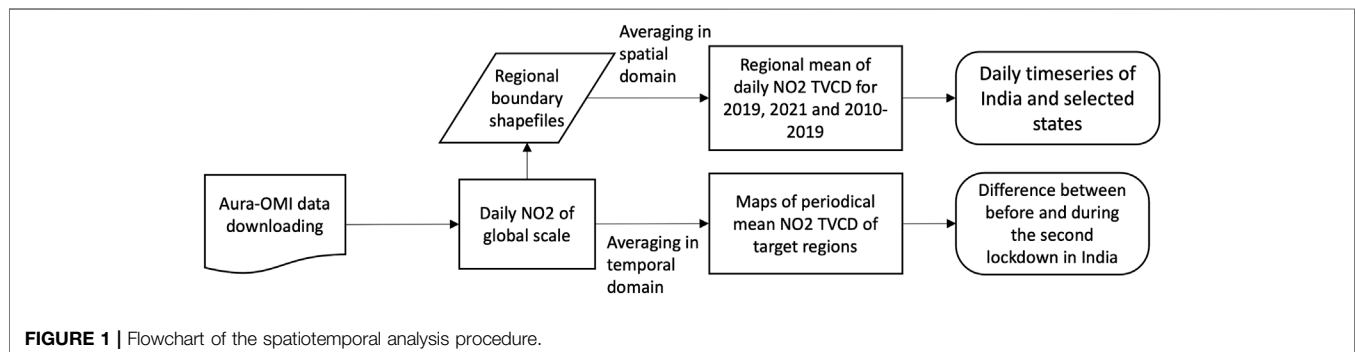 Averaging in
spatial
domain
Regional
boundary
shapefiles
Regional mean of
daily NO2 TVCD for
2019, 2021 and 2010-
2019
Daily timeseries of
India and selected
states
Aura-OMI data
downloading
Daily NO2 of
global scale
Averaging in
temporal
domain
Maps of periodical
mean NO2 TVCD of
target regions
Difference between
before and during
the second
lockdown in India
FIGURE 1 | Flowchart of the spatiotemporal analysis procedure.